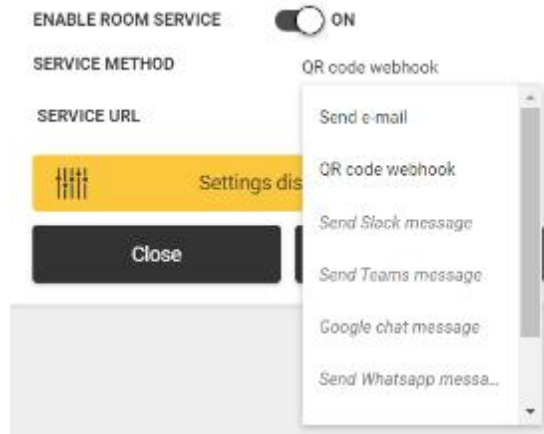 ENABLE ROOM SERVICE ON
SERVICE METHOD QR code webhook
SERVICE URL
Send e-mail
QR code webhook
Settings dis
Send Slack message
Close
Send Teams message
Google chat message
Send Whatsapp messa...